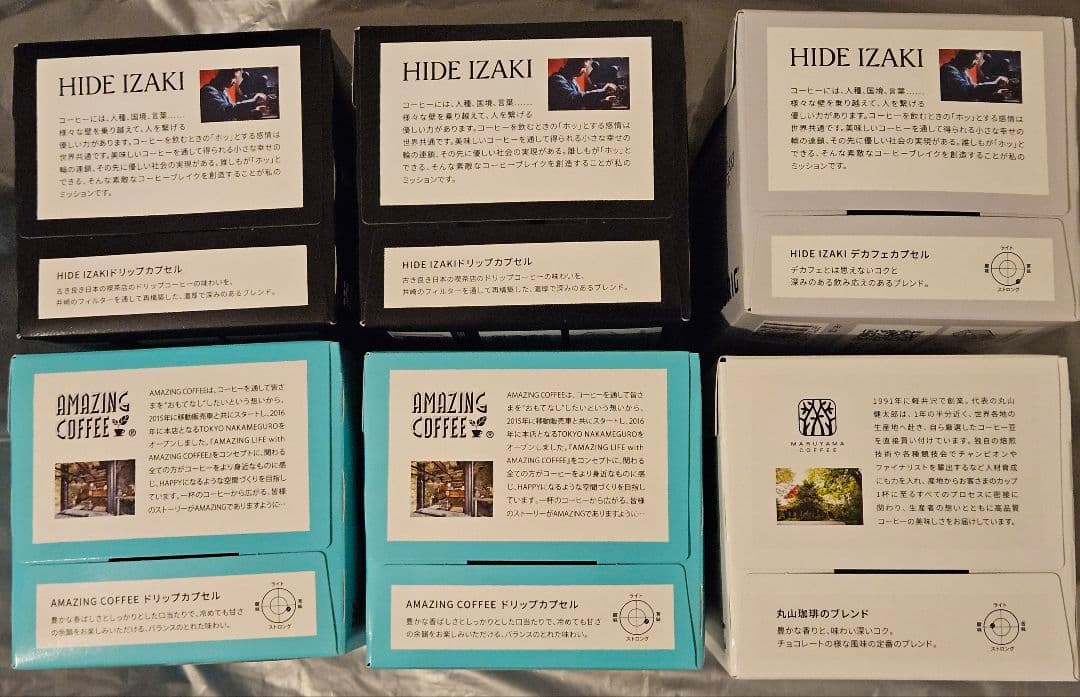 HIDE IZAKI
コーヒーには、人種、国境、言葉……
様々な壁を乗り越えて、人を繋げる
優しい力があります。コーヒーを飲むときの「ホッ」とする感情は
世界共通です。美味しいコーヒーを通して得られる小さな幸せの
輪の連鎖、その先に優しい社会の実現がある。誰しもが「ホッ」と
できる、そんな素敵なコーヒーブレイクを創造することが私の
ミッションです。
HIDE IZAKIドリップカプセル
古き良き日本の喫茶店のドリップコーヒーの味わいを、
井崎のフィルターを通して再構築した、濃厚で深みのあるブレンド。
HIDE IZAKI
コーヒーには、人種、国境、言葉……
様々な壁を乗り越えて、人を繋げる
優しい力があります。コーヒーを飲むときの「ホッ」とする感情は
世界共通です。美味しいコーヒーを通して得られる小さな幸せの
輪の連鎖、その先に優しい社会の実現がある。誰しもが「ホッ」と
できる、そんな素敵なコーヒーブレイクを創造することが私の
ミッションです。
HIDE IZAKIドリップカプセル
古き良き日本の喫茶店のドリップコーヒーの味わいを、
井崎のフィルターを通して再構築した、濃厚で深みのあるブレンド。
HIDE IZAKI
コーヒーには、人種、国境、言葉……
様々な壁を乗り越えて、人を繋げる
優しい力があります。コーヒーを飲むときの「ホッ」とする感情は
世界共通です。美味しいコーヒーを通して得られる小さな幸せの
輪の連鎖、その先に優しい社会の実現がある。誰しもが「ホッ」と
できる、そんな素敵なコーヒーブレイクを創造することが私の
ミッションです。
HIDE IZAKI デカフェカプセル
デカフェとは思えないコクと
深みのある飲み応えのあるブレンド。
ライト
酸味
苦味
ストロング
AMAZING
COFFEE®
AMAZING COFFEEは、コーヒーを通して皆さ
まを"おもてなし"したいという想いから、
2015年に移動販売車と共にスタートし、2016
年に本店となるTOKYO NAKAMEGUROを
オープンしました。「AMAZING LIFE with
AMAZING COFFEE」をコンセプトに、関わる
全ての方がコーヒーをより身近なものに感
じ、HAPPYになるような空間づくりを目指し
ています。一杯のコーヒーから広がる、皆様
のストーリーがAMAZINGでありますように…
AMAZING COFFEE ドリップカプセル
豊かな香ばしさとしっかりとした口当たりで、冷めても甘さ
の余韻をお楽しみいただける、バランスのとれた味わい。
ライト
酸味
苦味
ストロング
AMAZING
COFFEE®
AMAZING COFFEEは、コーヒーを通して皆さ
まを"おもてなし"したいという想いから、
2015年に移動販売車と共にスタートし、2016
年に本店となるTOKYO NAKAMEGUROを
オープンしました。「AMAZING LIFE with
AMAZING COFFEE」をコンセプトに、関わる
全ての方がコーヒーをより身近なものに感
じ、HAPPYになるような空間づくりを目指し
ています。一杯のコーヒーから広がる、皆様
のストーリーがAMAZINGでありますように…
AMAZING COFFEE ドリップカプセル
豊かな香ばしさとしっかりとした口当たりで、冷めても甘さ
の余韻をお楽しみいただける、バランスのとれた味わい。
ライト
酸味
苦味
ストロング
MARUYAMA
COFFEE
1991年に軽井沢で創業。代表の丸山
健太郎は、1年の半分近く、世界各地の
生産地へ赴き、自ら厳選したコーヒー豆
を直接買い付けています。独自の焙煎
技術や各種競技会でチャンピオンや
ファイナリストを輩出するなど人材育成
にも力を入れ、産地からお客さまのカップ
1杯に至るすべてのプロセスに密接に
関わり、生産者の想いとともに高品質
コーヒーの美味しさをお届けしています。
丸山珈琲のブレンド
豊かな香りと、味わい深いコク。
チョコレートの様な風味の定番のブレンド。
ライト
酸味
苦味
ストロング